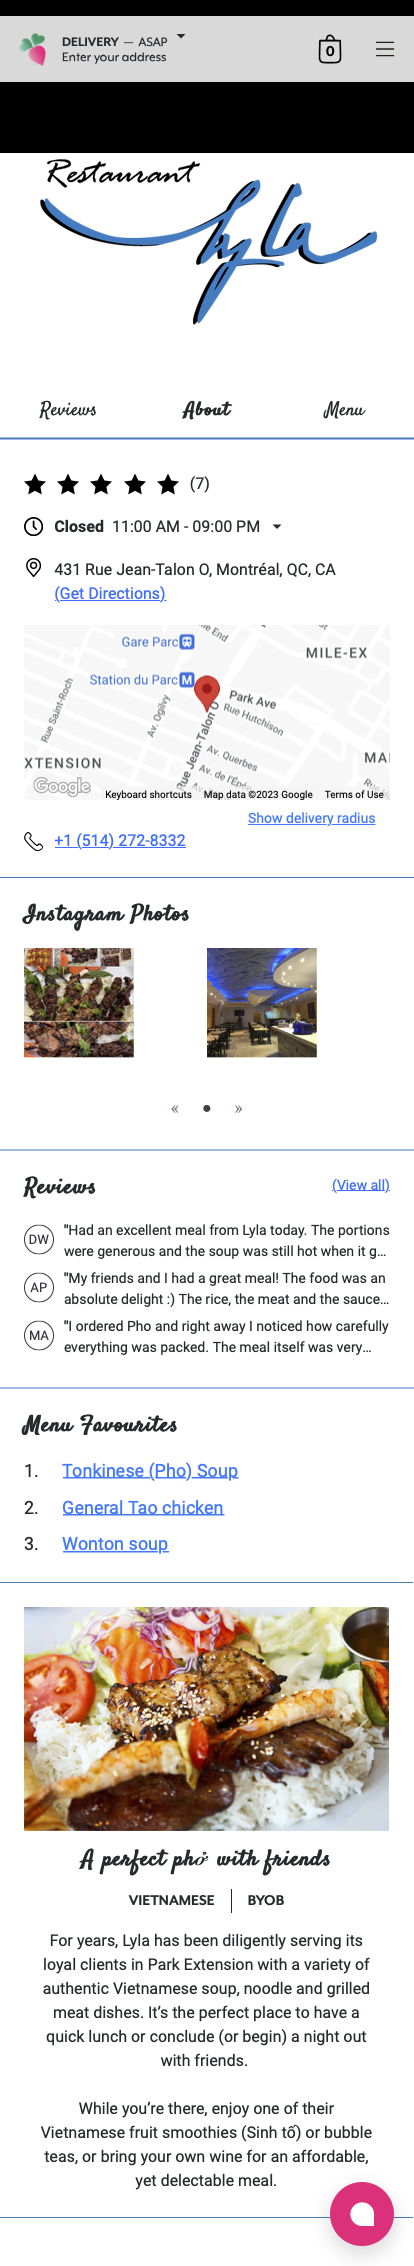 DELIVERY — ASAP
Enter your address
0
Restaurant
Lyla
Reviews About Menu
(7)
Closed 11:00 AM - 09:00 PM
431 Rue Jean-Talon O, Montréal, QC, CA
(Get Directions)
ue End
Gare Parc
MILE-EX
Station du Parc M
Rue Saint-Roch
Av. Ogilvy
Park Ave
Rue Hutchison
Rue Jean-Talon O
Av. Querbes
Av. de l'Épé
XTENSION
MA
Google
Keyboard shortcuts Map data ©2023 Google Terms of Use
Show delivery radius
+1 (514) 272-8332
Instagram Photos
« • »
Reviews (View all)
DW "Had an excellent meal from Lyla today. The portions
were generous and the soup was still hot when it g...
AP "My friends and I had a great meal! The food was an
absolute delight :) The rice, the meat and the sauce...
MA "I ordered Pho and right away I noticed how carefully
everything was packed. The meal itself was very...
Menu Favourites
1. Tonkinese (Pho) Soup
2. General Tao chicken
3. Wonton soup
A perfect phở with friends
VIETNAMESE | BYOB
For years, Lyla has been diligently serving its
loyal clients in Park Extension with a variety of
authentic Vietnamese soup, noodle and grilled
meat dishes. It's the perfect place to have a
quick lunch or conclude (or begin) a night out
with friends.
While you're there, enjoy one of their
Vietnamese fruit smoothies (Sinh tố) or bubble
teas, or bring your own wine for an affordable,
yet delectable meal.